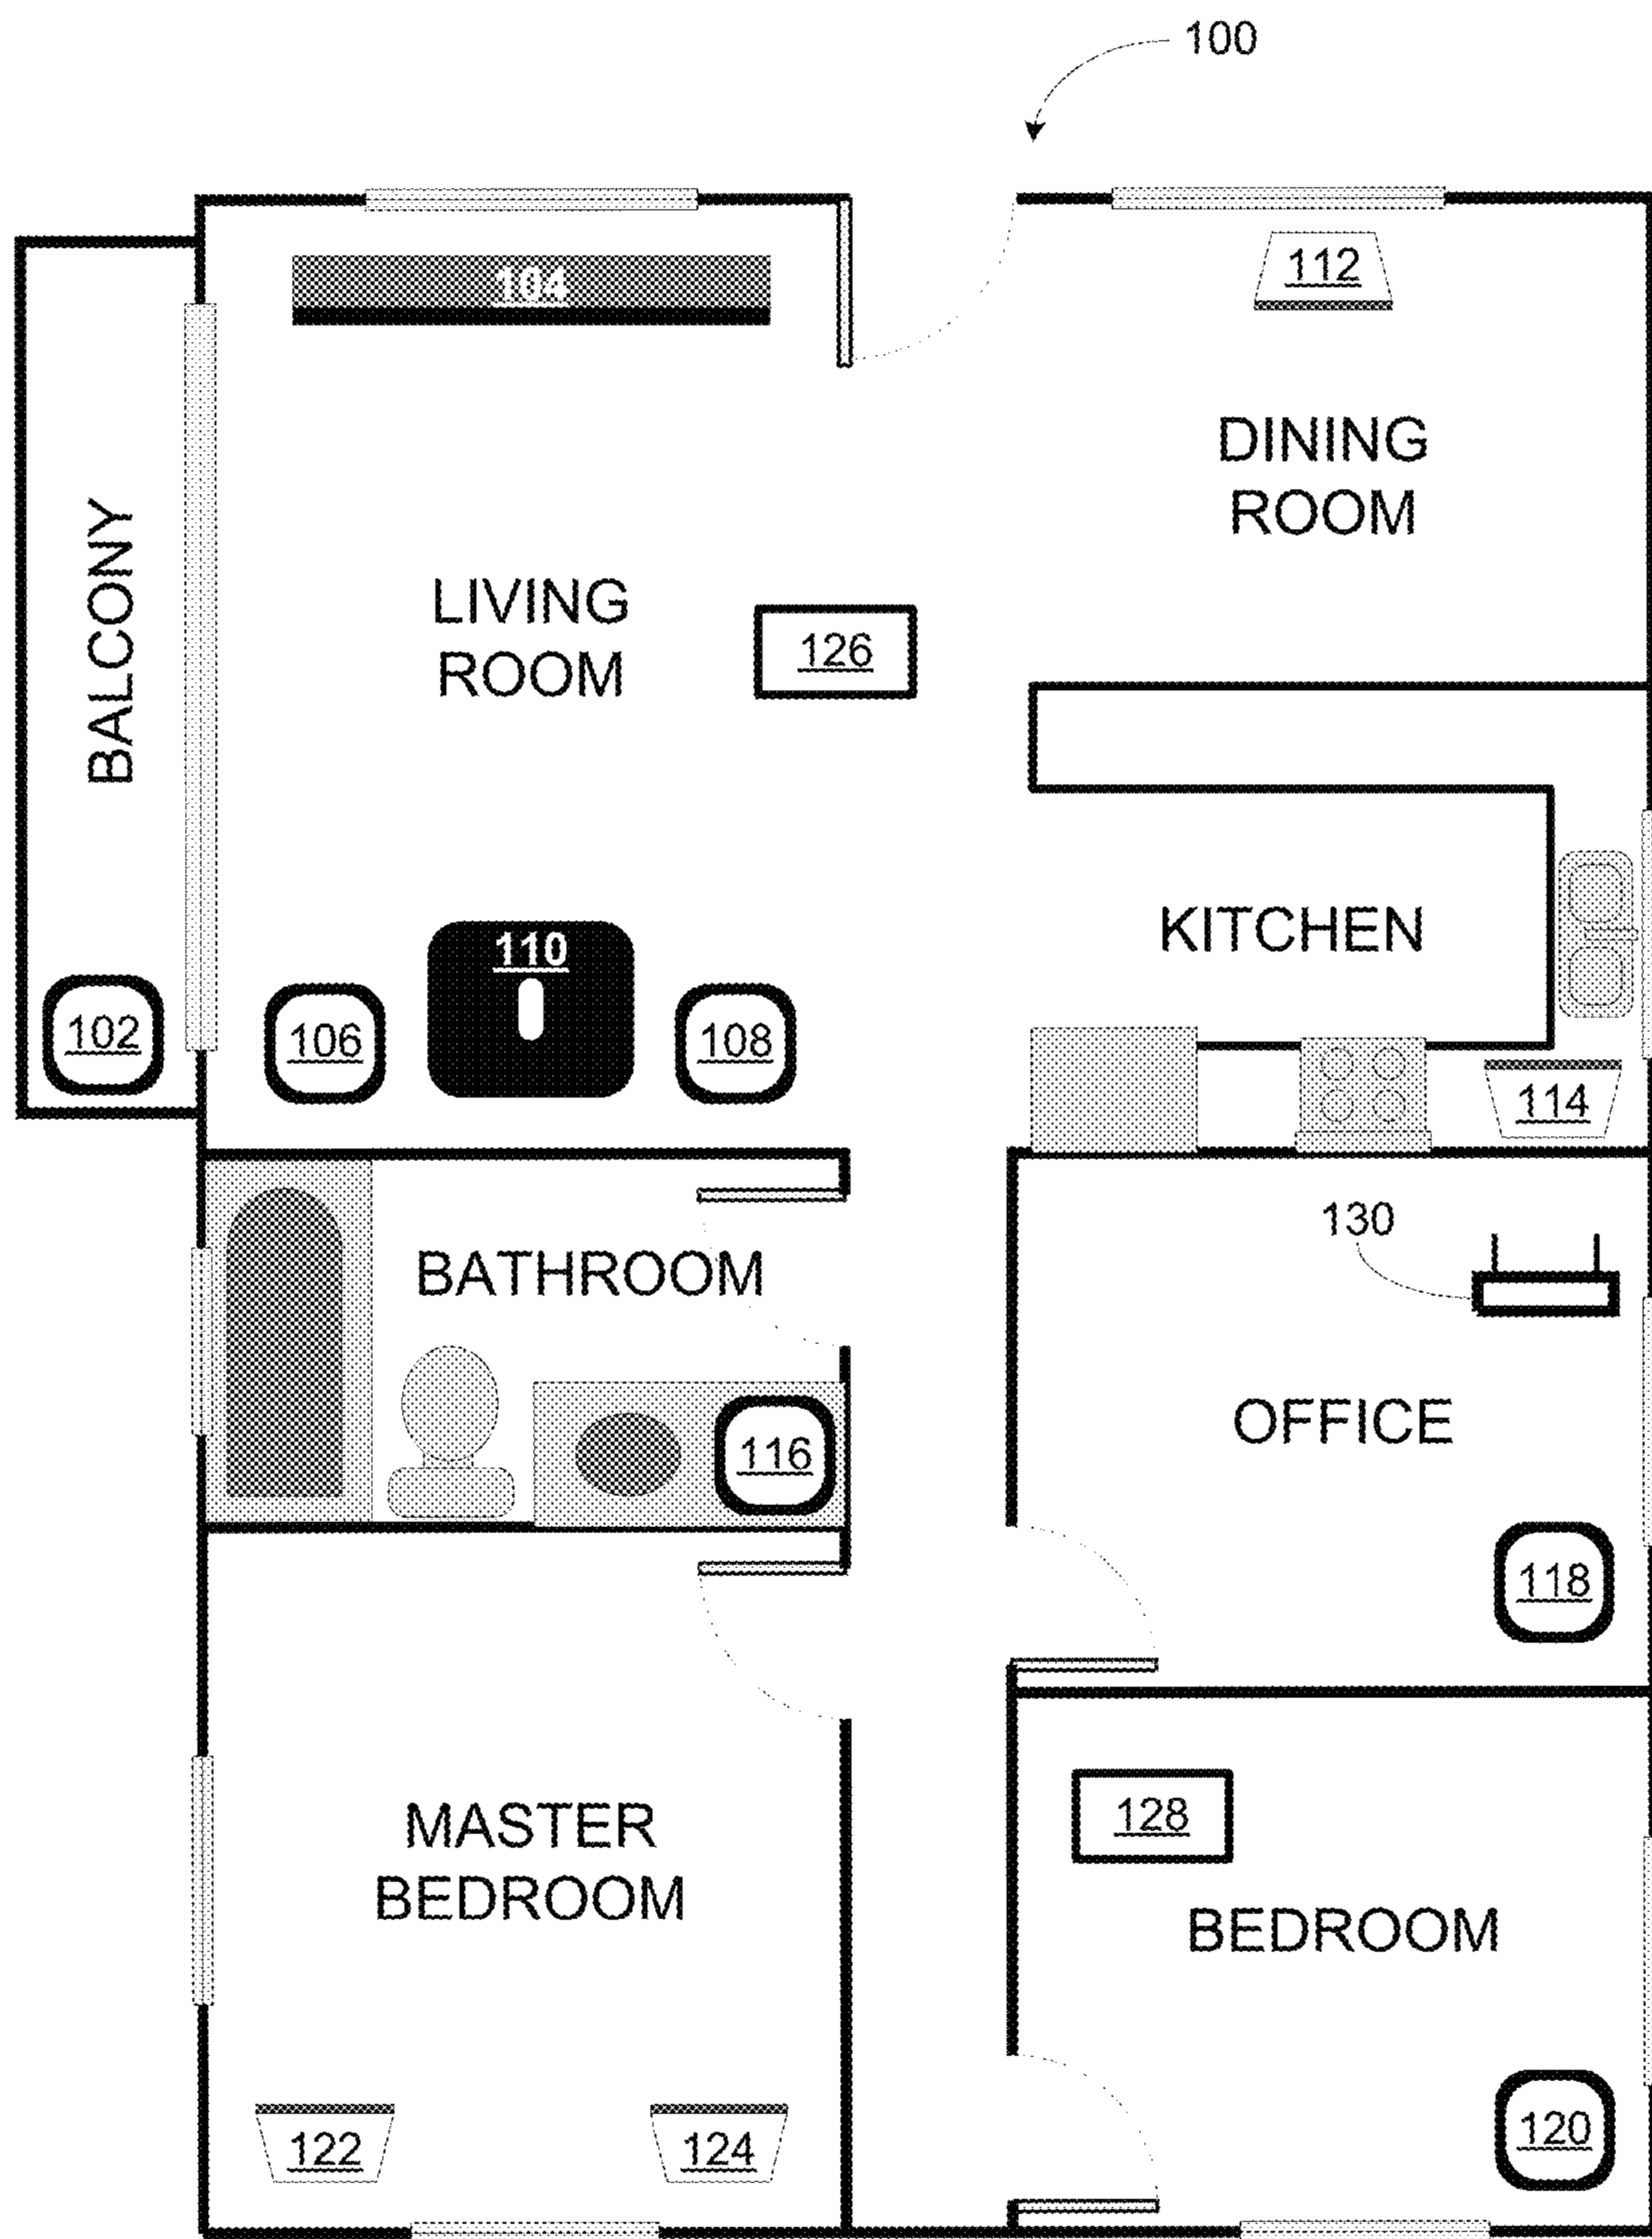 100
104
112
DINING
ROOM
BALCONY
LIVING
ROOM
126
KITCHEN
110
102
106
108
114
130
BATHROOM
OFFICE
116
118
128
MASTER
BEDROOM
BEDROOM
122
124
120